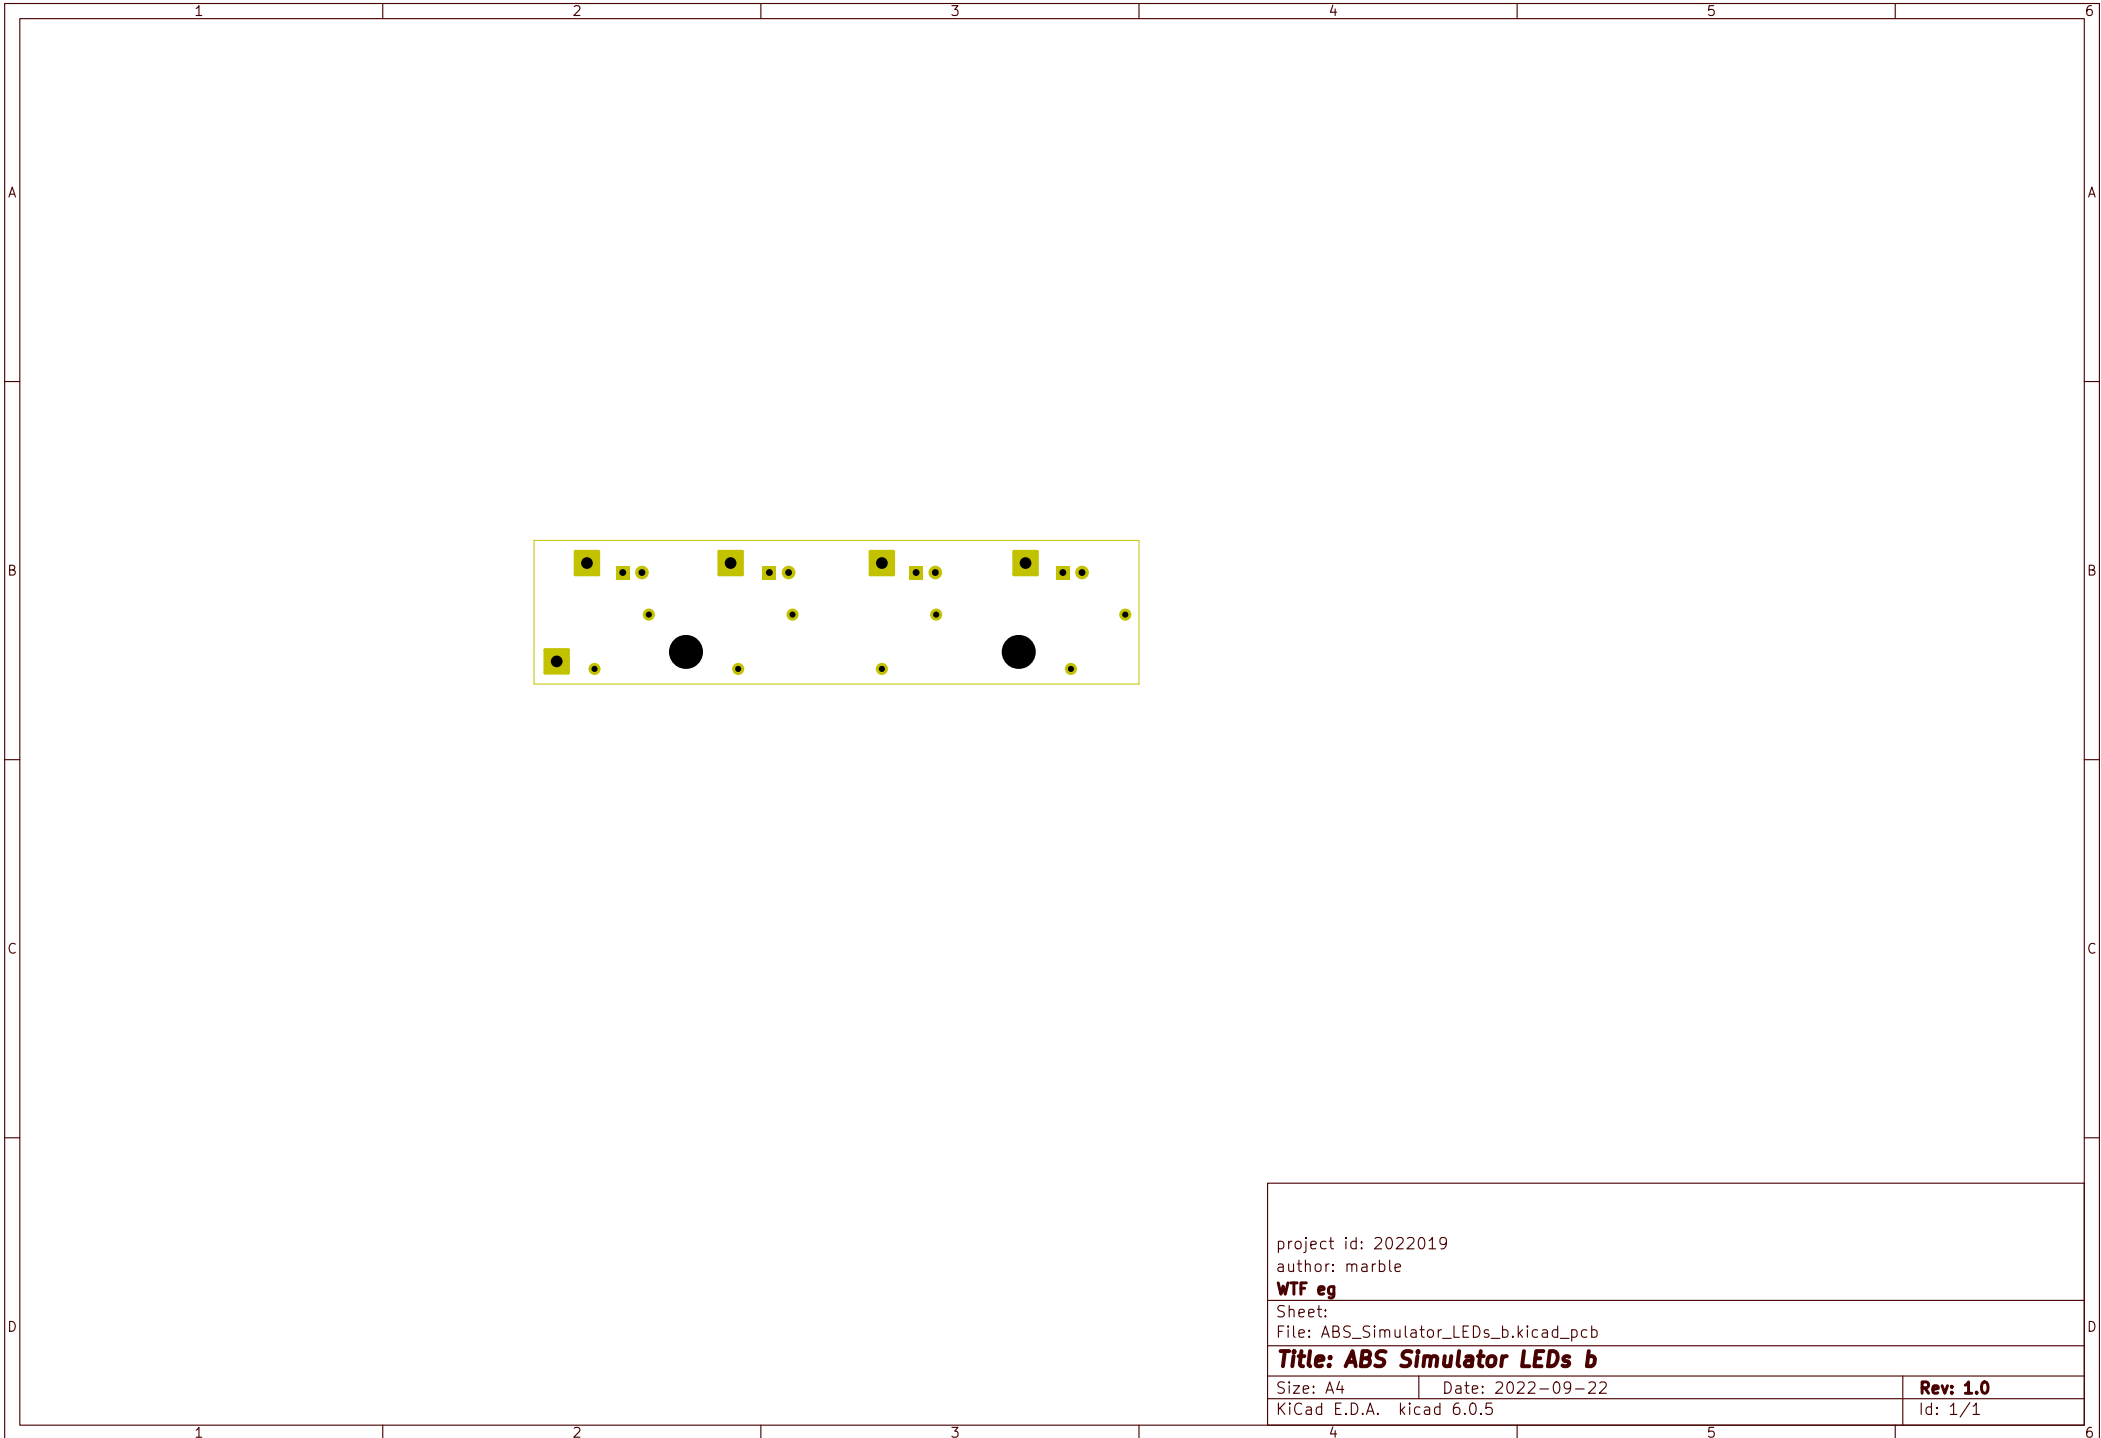 1 2 3 4 5 6
A A
B B
C C
project id: 2022019
author: marble
WTF eg
Sheet:
File: ABS_Simulator_LEDs_b.kicad_pcb
D D
Title: ABS Simulator LEDs b
Size: A4 Date: 2022-09-22 Rev: 1.0
KiCad E.D.A. kicad 6.0.5 Id: 1/1
1 2 3 4 5 6